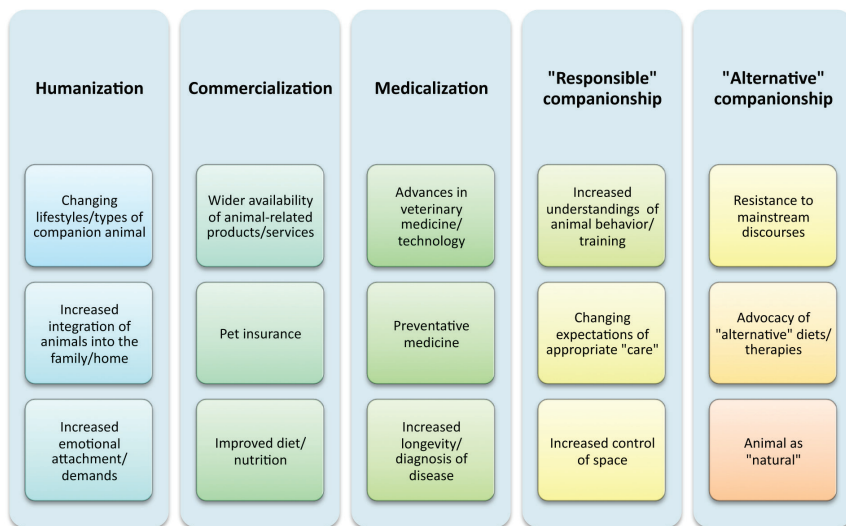 Humanization
Changing
lifestyles/types of
companion animal
Increased
integration of
animals into the
family/home
Increased
emotional
attachment/
demands
Commercialization
Wider availability
of animal-related
products/services
Pet insurance
Improved diet/
nutrition
Medicalization
Advances in
veterinary
medicine/
technology
Preventative
medicine
Increased
longevity/
diagnosis of
disease
"Responsible"
companionship
Increased
understandings of
animal behavior/
training
Changing
expectations of
appropriate "care"
Increased control
of space
"Alternative"
companionship
Resistance to
mainstream
discourses
Advocacy of
"alternative" diets/
therapies
Animal as
"natural"